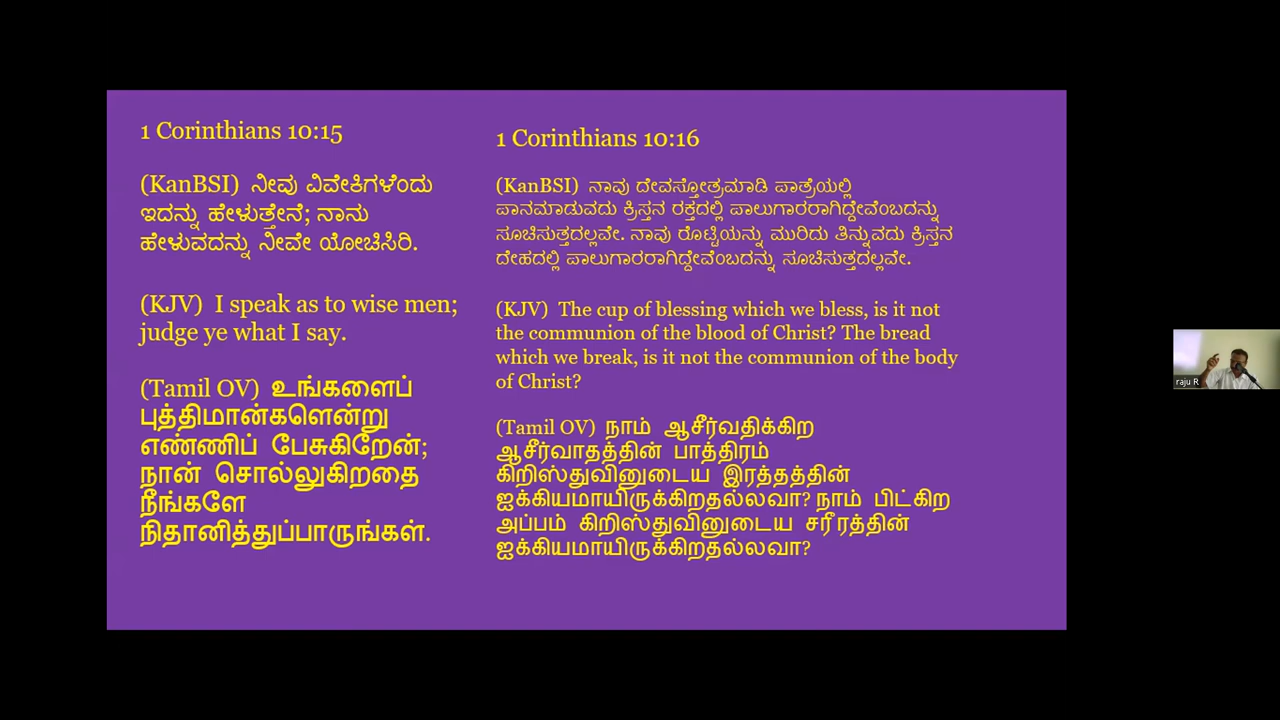 1 Corinthians 10:15
(KanBSI) ನೀವು ವಿವೇಕಿಗಳೆಂದು
ಇದನ್ನು ಹೇಳುತ್ತೇನೆ; ನಾನು
ಹೇಳುವದನ್ನು ನೀವೇ ಯೋಚಿಸಿರಿ.
(KJV) I speak as to wise men;
judge ye what I say.
(Tamil OV) உங்களைப்
புத்திமான்களென்று
எண்ணிப் பேசுகிறேன்;
நான் சொல்லுகிறதை
நீங்களே
நிதானித்துப்பாருங்கள்.
1 Corinthians 10:16
(KanBSI) ನಾವು ದೇವಸ್ತೋತ್ರಮಾಡಿ ಪಾತ್ರೆಯಲ್ಲಿ
ಪಾನಮಾಡುವದು ಕ್ರಿಸ್ತನ ರಕ್ತದಲ್ಲಿ ಪಾಲುಗಾರರಾಗಿದ್ದೇವೆಂಬದನ್ನು
ಸೂಚಿಸುತ್ತದಲ್ಲವೇ. ನಾವು ರೊಟ್ಟಿಯನ್ನು ಮುರಿದು ತಿನ್ನುವದು ಕ್ರಿಸ್ತನ
ದೇಹದಲ್ಲಿ ಪಾಲುಗಾರರಾಗಿದ್ದೇವೆಂಬದನ್ನು ಸೂಚಿಸುತ್ತದಲ್ಲವೇ.
(KJV) The cup of blessing which we bless, is it not
the communion of the blood of Christ? The bread
which we break, is it not the communion of the body
of Christ?
(Tamil OV) நாம் ஆசீர்வதிக்கிற
ஆசீர்வாதத்தின் பாத்திரம்
கிறிஸ்துவினுடைய இரத்தத்தின்
ஐக்கியமாயிருக்கிறதல்லவா? நாம் பிட்கிற
அப்பம் கிறிஸ்துவினுடைய சரீரத்தின்
ஐக்கியமாயிருக்கிறதல்லவா?
raju R